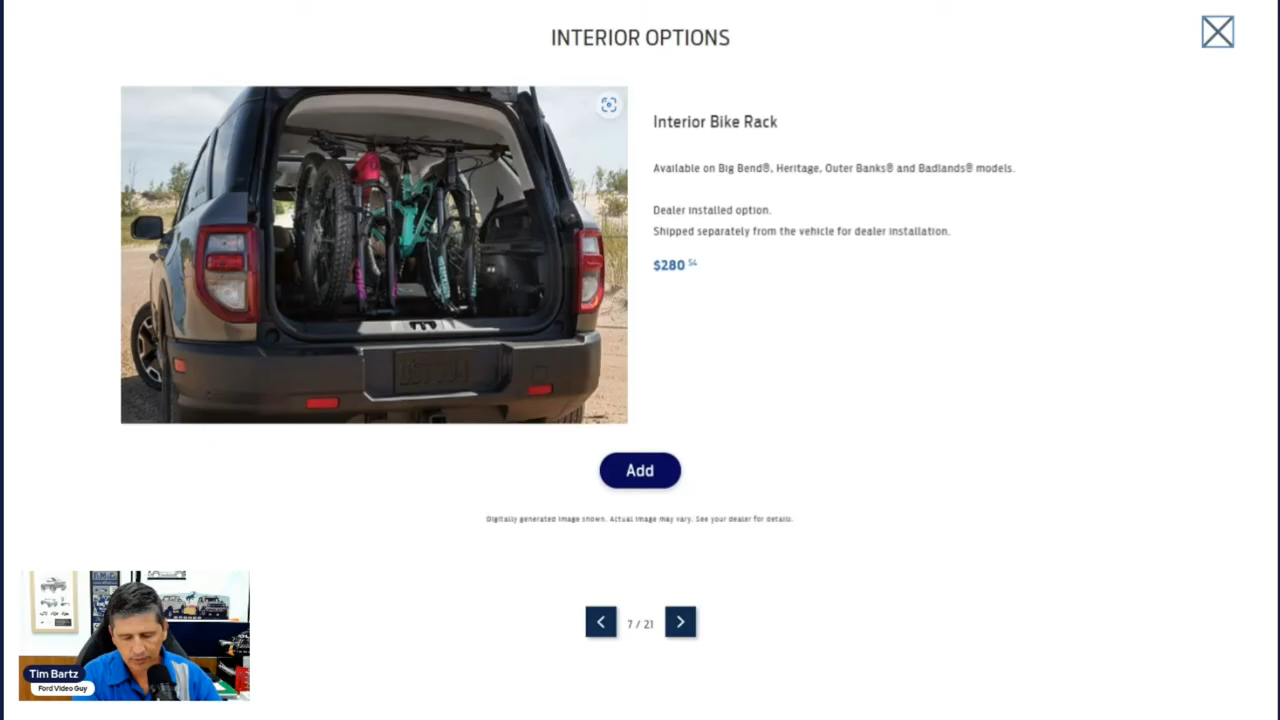 INTERIOR OPTIONS
Interior Bike Rack
Available on Big Bend®, Heritage, Outer Banks® and Badlands® models.
Dealer installed option.
Shipped separately from the vehicle for dealer installation.
$280 54
Add
Digitally generated image shown. Actual image may vary. See your dealer for details.
7 / 21
Tim Bartz
Ford Video Guy